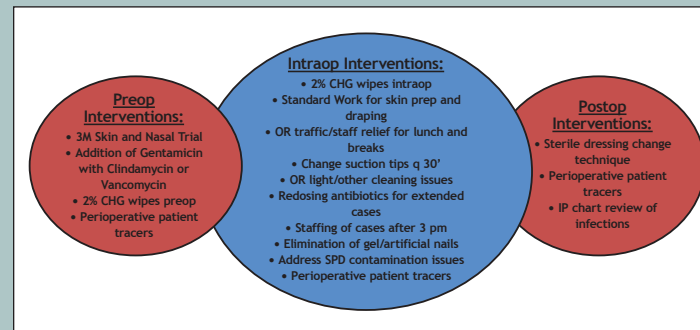 Preop
Interventions:
• 3M Skin and Nasal Trial
• Addition of Gentamicin
with Clindamycin or
Vancomycin
• 2% CHG wipes preop
• Perioperative patient
tracers
Intraop Interventions:
• 2% CHG wipes intraop
• Standard Work for skin prep and
draping
• OR traffic/staff relief for lunch and
breaks
• Change suction tips q 30’
• OR light/other cleaning issues
• Redosing antibiotics for extended
cases
• Staffing of cases after 3 pm
• Elimination of gel/artificial nails
• Address SPD contamination issues
• Perioperative patient tracers
Postop
Interventions:
• Sterile dressing change
technique
• Perioperative patient
tracers
• IP chart review of
infections